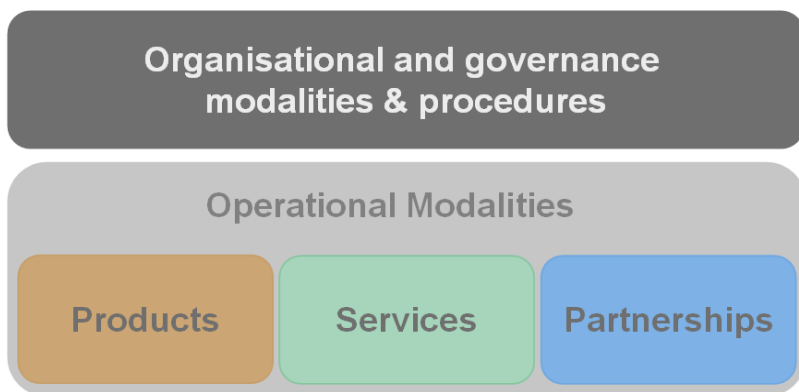 Organisational and governance
modalities & procedures
Operational Modalities
Products
Services
Partnerships